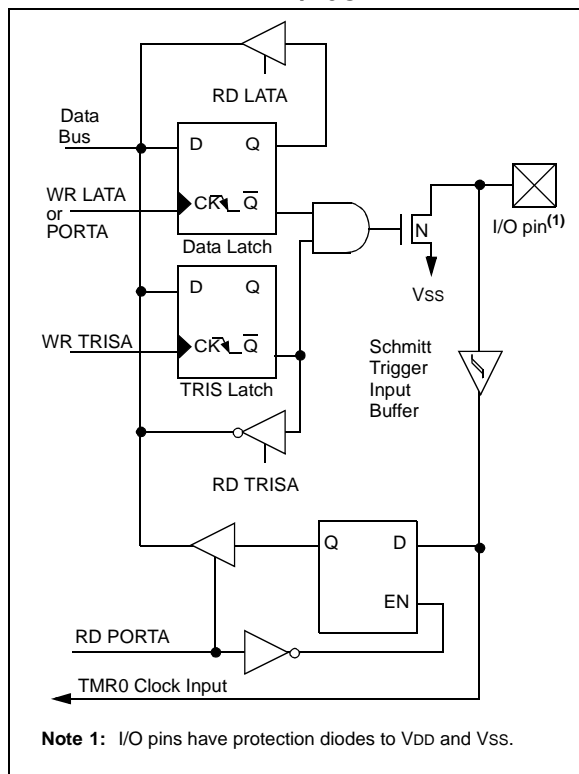 RD LATA
Data
Bus
D Q
WR LATA
or
PORTA
CK Q̅
Data Latch
I/O pin(1)
N
VSS
D Q
WR TRISA
CK Q̅
TRIS Latch
Schmitt
Trigger
Input
Buffer
RD TRISA
Q D
EN
RD PORTA
TMR0 Clock Input
Note 1: I/O pins have protection diodes to VDD and VSS.